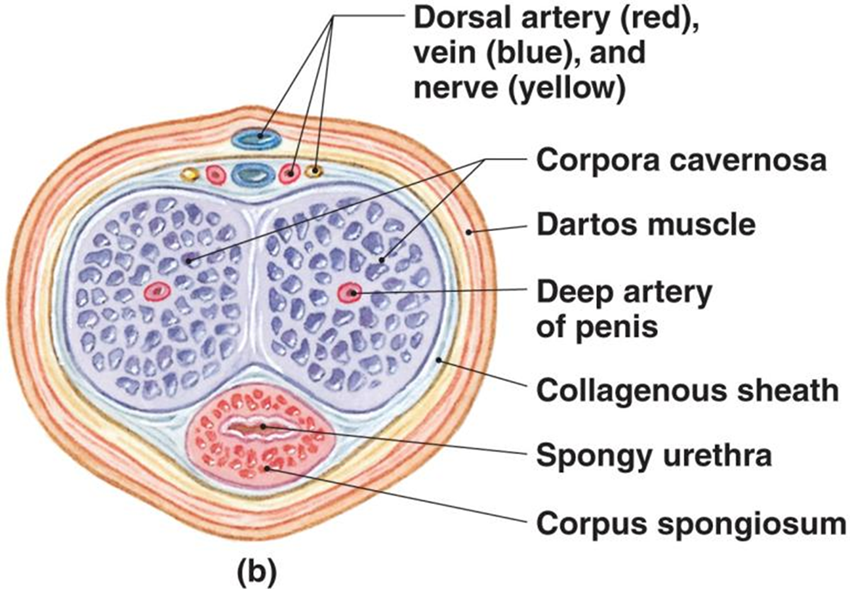 Dorsal artery (red),
vein (blue), and
nerve (yellow)
Corpora cavernosa
Dartos muscle
Deep artery
of penis
Collagenous sheath
Spongy urethra
Corpus spongiosum
(b)